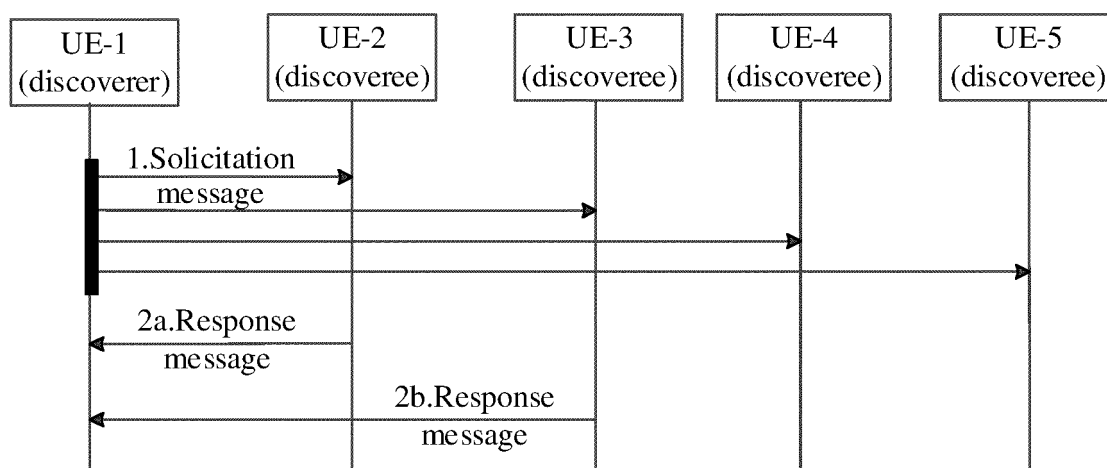 UE-1
(discoverer)
UE-2
(discoveree)
UE-3
(discoveree)
UE-4
(discoveree)
UE-5
(discoveree)
1.Solicitation
message
2a.Response
message
2b.Response
message